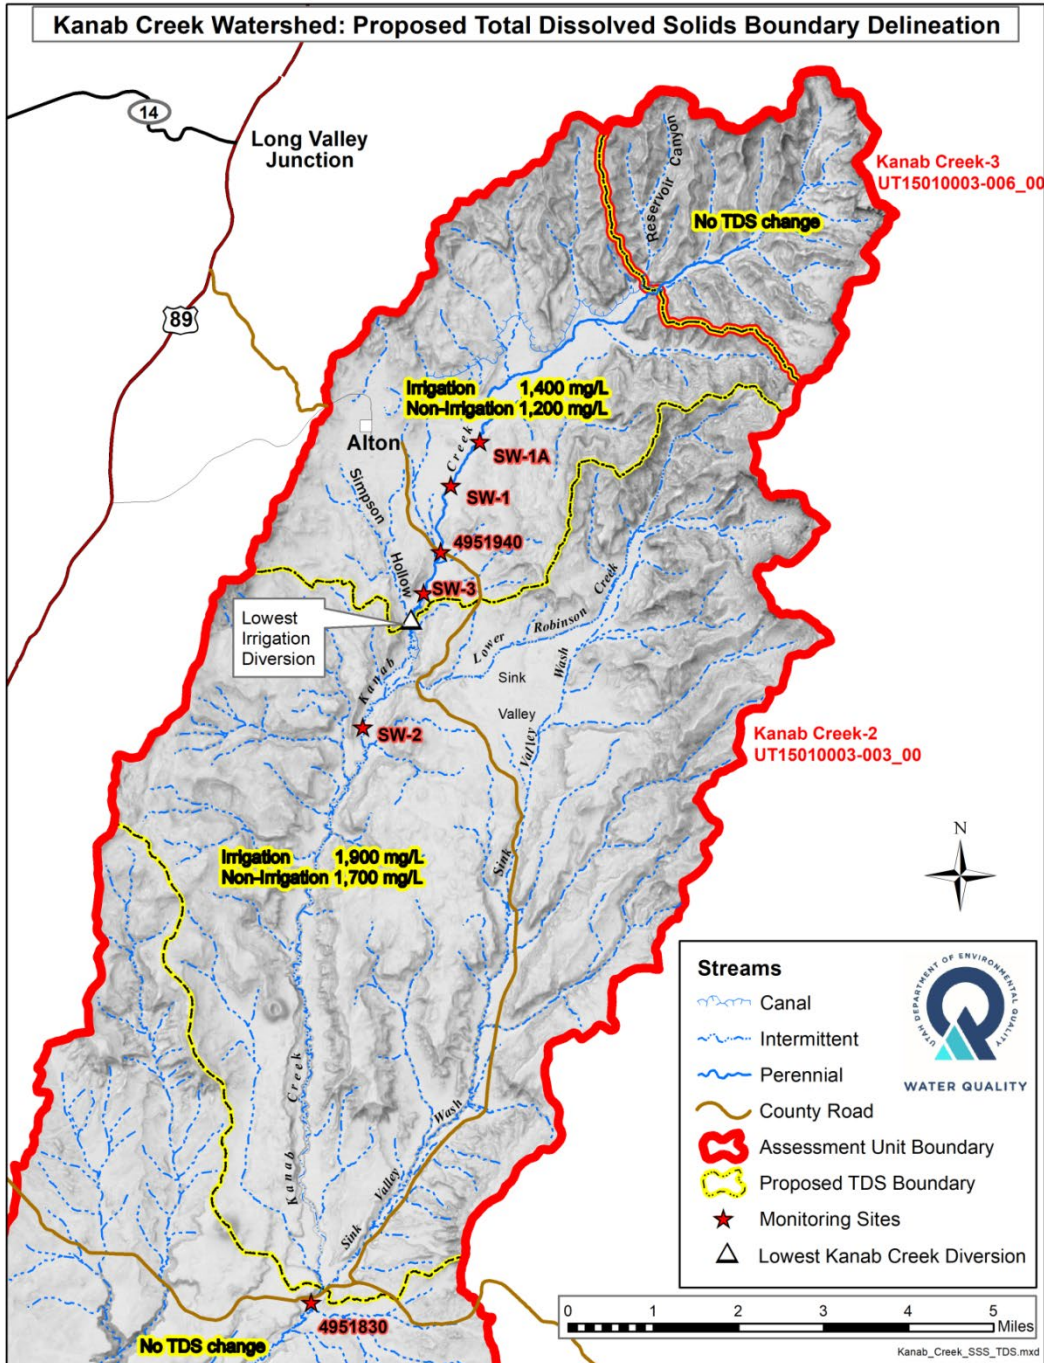 Kanab Creek Watershed: Proposed Total Dissolved Solids Boundary Delineation
14
Long Valley
Junction
Kanab Creek-3
UT15010003-006_00
Reservoir Canyon
No TDS change
89
Irrigation 1,400 mg/L
Non-Irrigation 1,200 mg/L
Alton
Creek
SW-1A
Simpson
SW-1
4951940
Hollow
SW-3
Lowest
Irrigation
Diversion
Lower Robinson Creek
Kanab
Sink
Valley
Wash
SW-2
Valley
Kanab Creek-2
UT15010003-003_00
Irrigation 1,900 mg/L
Non-Irrigation 1,700 mg/L
Sink
N
Kanab Creek
Wash
Valley
Sink
4951830
No TDS change
Streams
Canal
Intermittent
Perennial
County Road
Assessment Unit Boundary
Proposed TDS Boundary
Monitoring Sites
Lowest Kanab Creek Diversion
UTAH DEPARTMENT OF ENVIRONMENTAL QUALITY
WATER QUALITY
0 1 2 3 4 5
Miles
Kanab_Creek_SSS_TDS.mxd